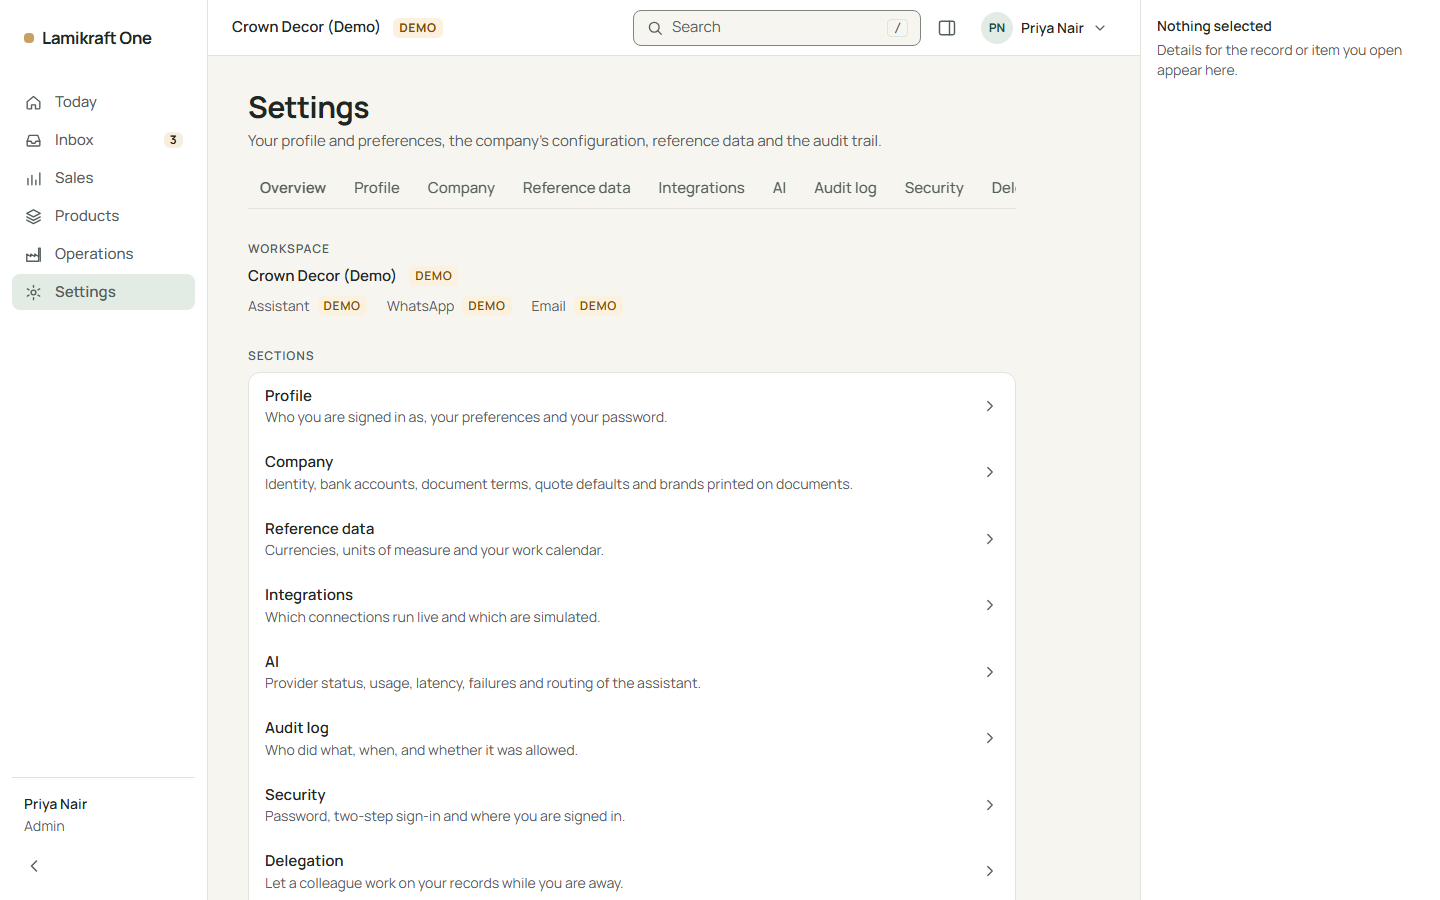 Lamikraft One
Today
Inbox 3
Sales
Products
Operations
Settings
Priya Nair
Admin
Crown Decor (Demo) DEMO
Search /
PN Priya Nair
Settings
Your profile and preferences, the company's configuration, reference data and the audit trail.
Overview Profile Company Reference data Integrations AI Audit log Security
WORKSPACE
Crown Decor (Demo) DEMO
Assistant DEMO WhatsApp DEMO Email DEMO
SECTIONS
Profile
Who you are signed in as, your preferences and your password.
Company
Identity, bank accounts, document terms, quote defaults and brands printed on documents.
Reference data
Currencies, units of measure and your work calendar.
Integrations
Which connections run live and which are simulated.
AI
Provider status, usage, latency, failures and routing of the assistant.
Audit log
Who did what, when, and whether it was allowed.
Security
Password, two-step sign-in and where you are signed in.
Delegation
Let a colleague work on your records while you are away.
Nothing selected
Details for the record or item you open
appear here.